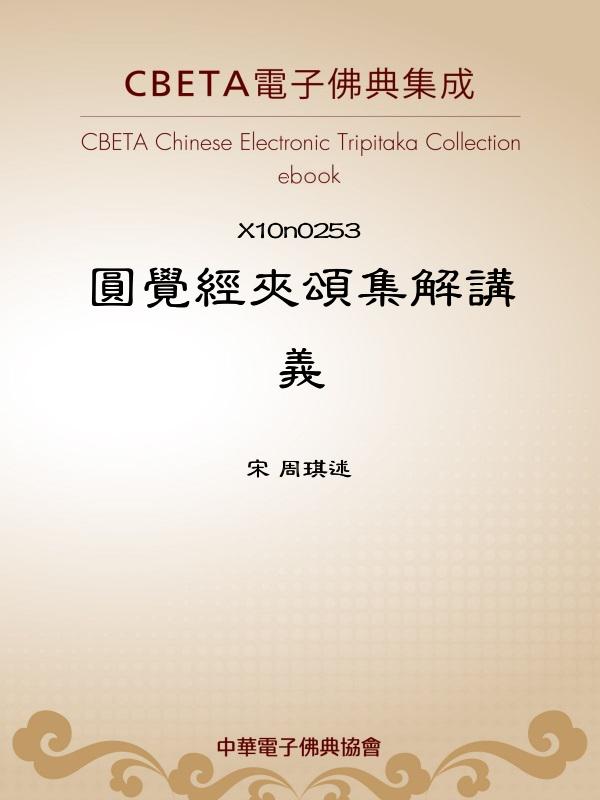 CBETA電子佛典集成
CBETA Chinese Electronic Tripitaka Collection
ebook
X10n0253
圓覺經夾頌集解講
義
宋 周琪述
中華電子佛典協會